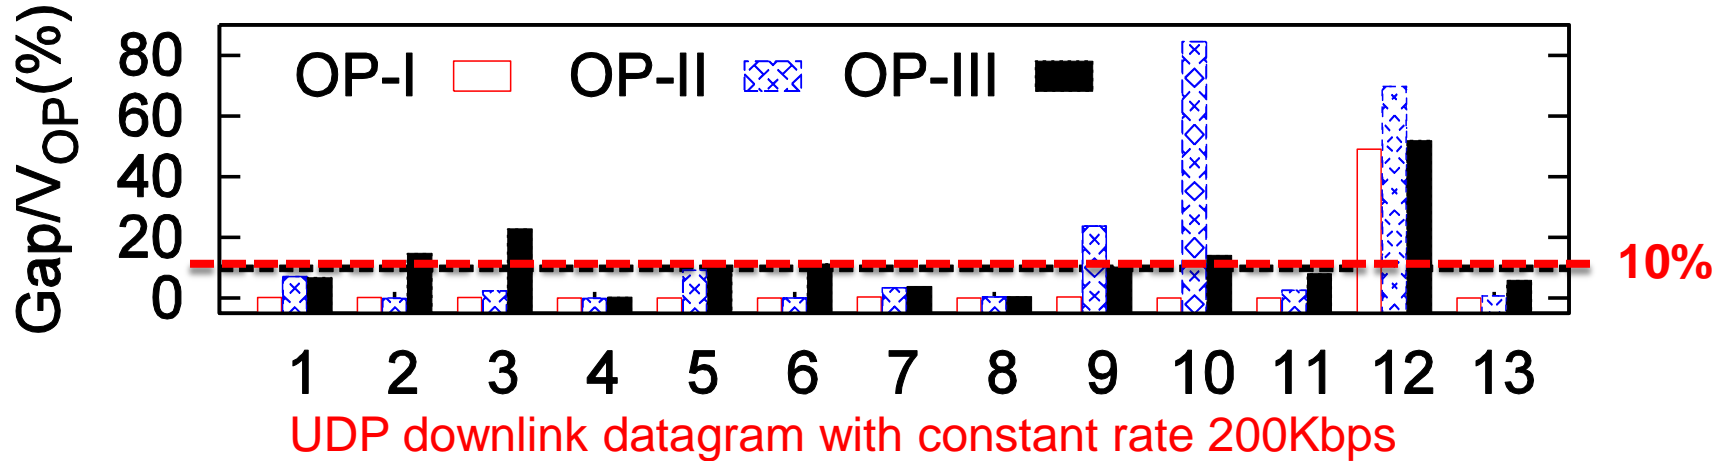 Gap/VOP(%)
80
60
40
20
0
OP-I OP-II OP-III
10%
1 2 3 4 5 6 7 8 9 10 11 12 13
UDP downlink datagram with constant rate 200Kbps